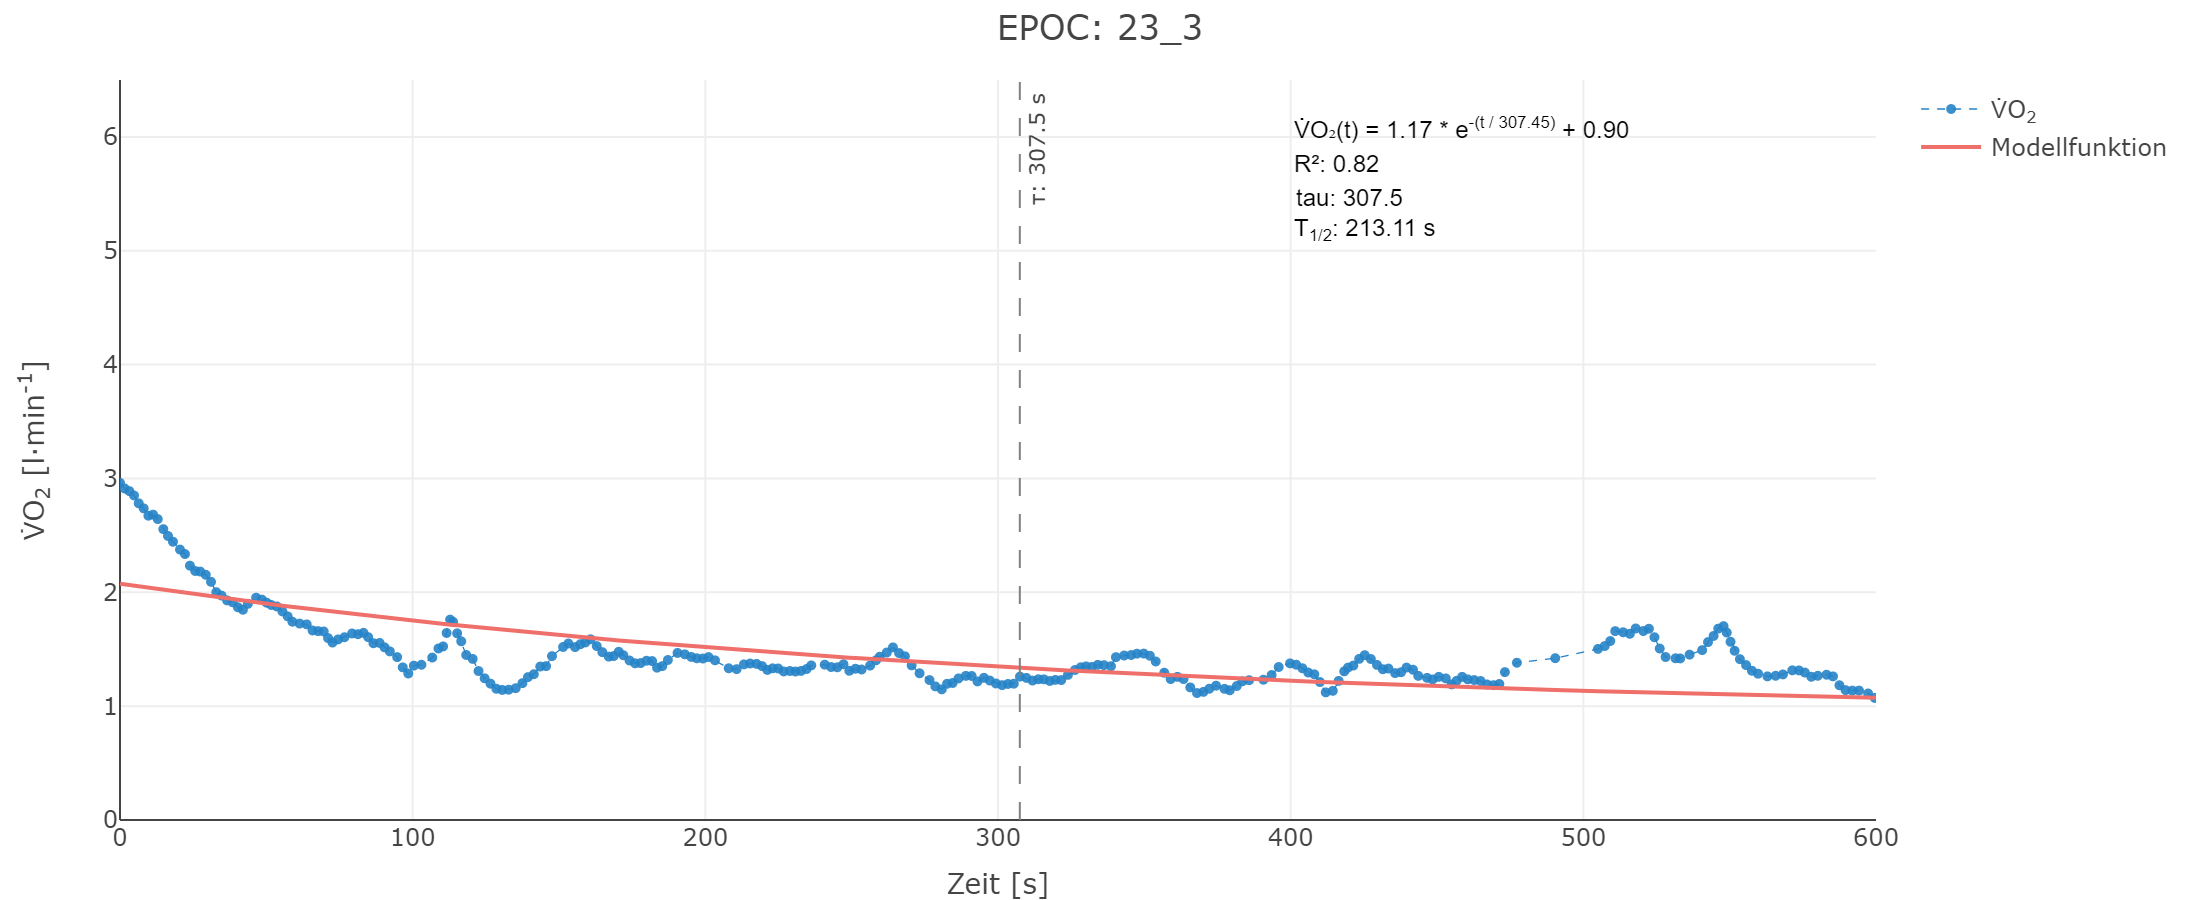 EPOC: 23_3
V̇O₂
Modellfunktion
V̇O₂(t) = 1.17 * e^-(t / 307.45) + 0.90
R²: 0.82
tau: 307.5
T1/2: 213.11 s
τ: 307.5 s
V̇O₂ [l·min⁻¹]
6
5
4
3
2
1
0
0 100 200 300 400 500 600
Zeit [s]